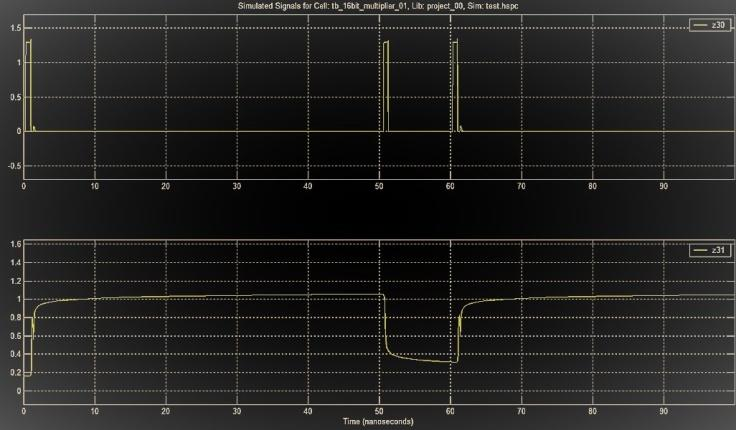 Simulated Signals for Cell: tb_16bit_multiplier_01, Lib: project_00, Sim: test.hspc
1.5
z30
1
0.5
0
-0.5
0 10 20 30 40 50 60 70 80 90
1.6
z31
1.4
1.2
1
0.8
0.6
0.4
0.2
0
0 10 20 30 40 50 60 70 80 90
Time (nanoseconds)